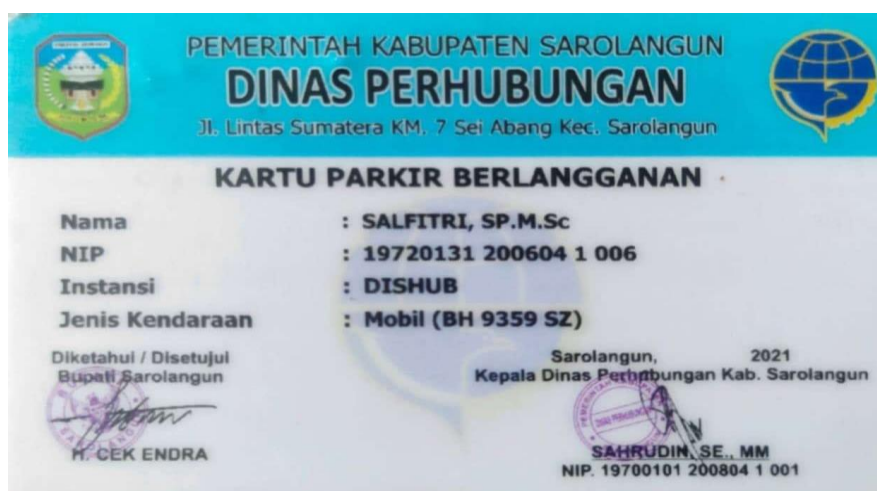 PEMERINTAH KABUPATEN SAROLANGUN
DINAS PERHUBUNGAN
Jl. Lintas Sumatera KM. 7 Sei Abang Kec. Sarolangun
KARTU PARKIR BERLANGGANAN
Nama : SALFITRI, SP.M.Sc
NIP : 19720131 200604 1 006
Instansi : DISHUB
Jenis Kendaraan : Mobil (BH 9359 SZ)
Diketahui / Disetujui
Bupati Sarolangun
H. CEK ENDRA
Sarolangun, 2021
Kepala Dinas Perhubungan Kab. Sarolangun
SAHRUDIN, SE., MM
NIP. 19700101 200804 1 001